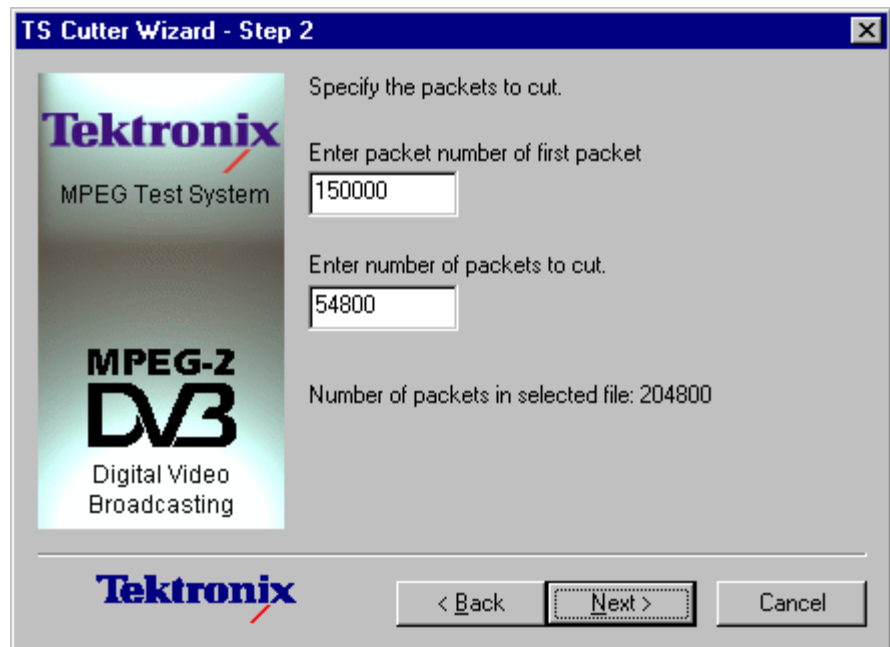 TS Cutter Wizard - Step 2
Tektronix
MPEG Test System
MPEG-2
DVB
Digital Video
Broadcasting
Specify the packets to cut.
Enter packet number of first packet
150000
Enter number of packets to cut.
54800
Number of packets in selected file: 204800
Tektronix
< Back
Next >
Cancel